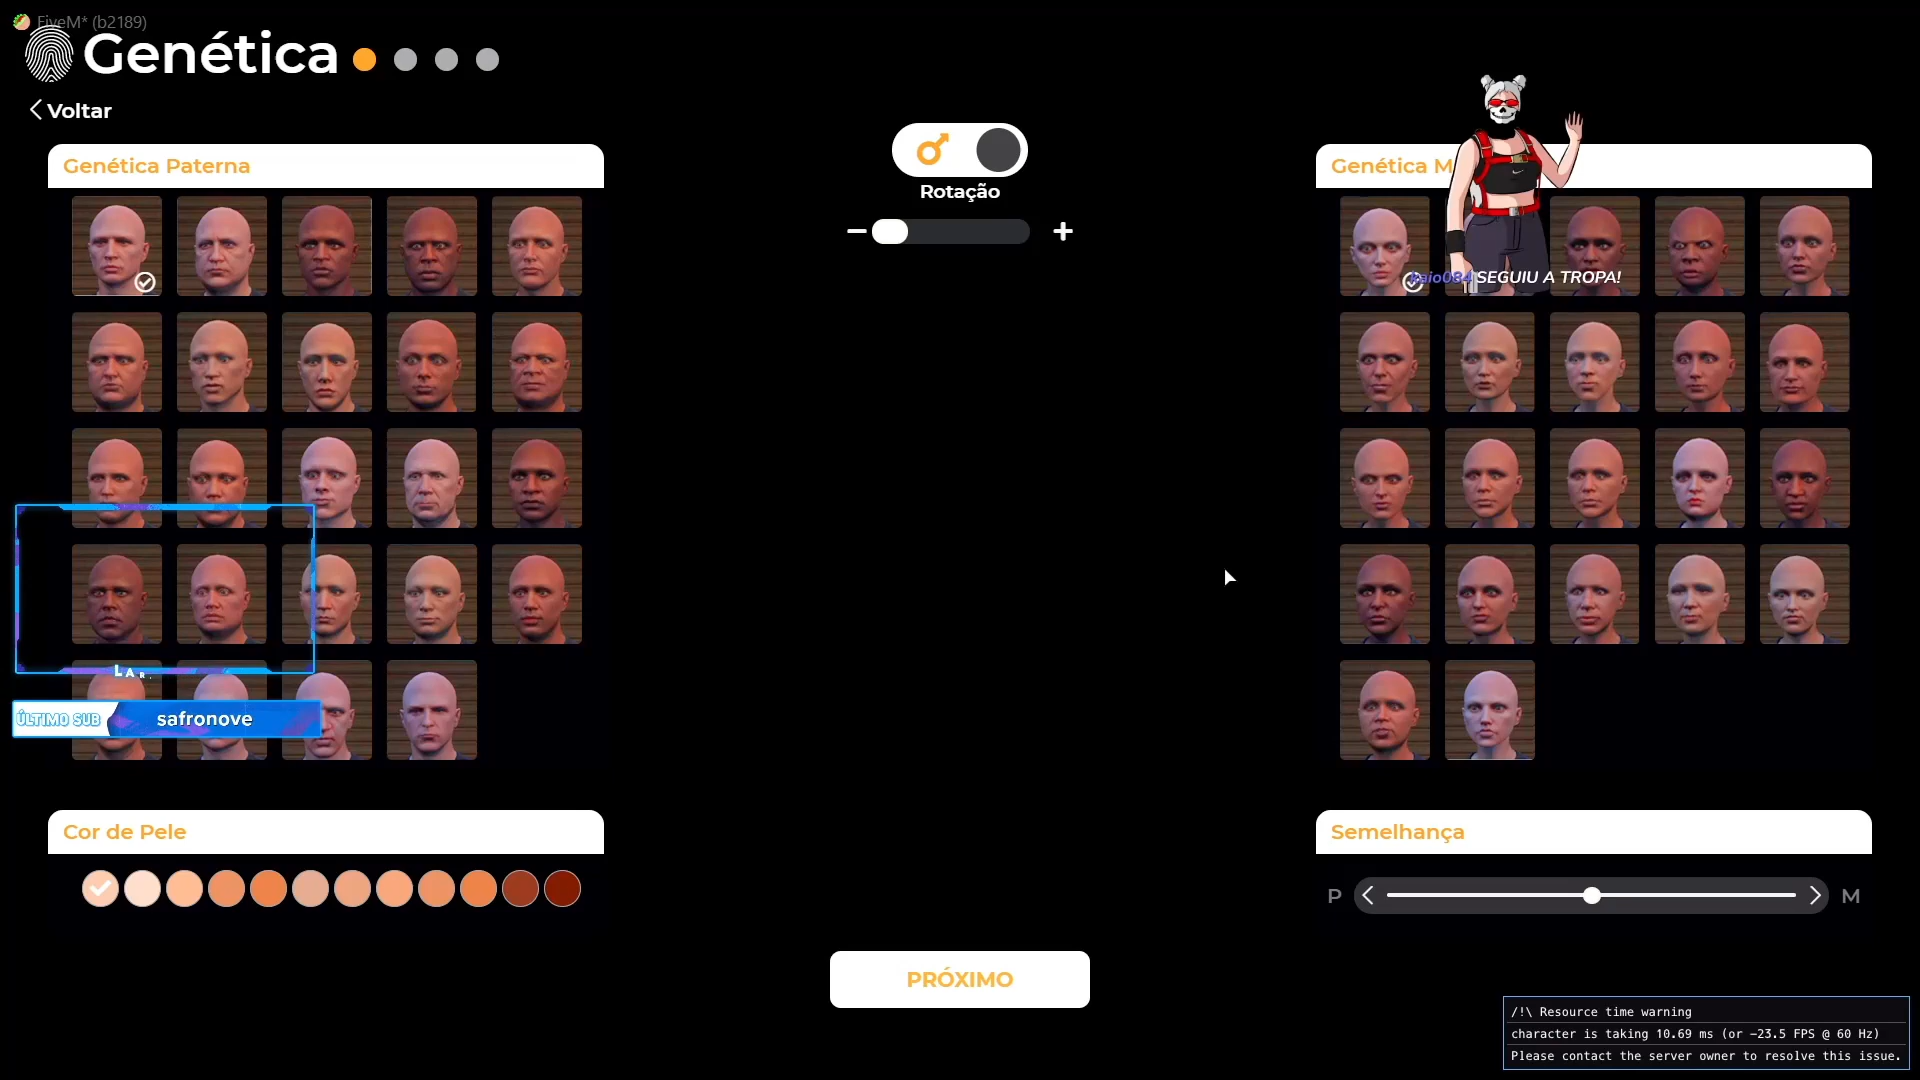 FiveM* (b2189)
Genética
Voltar
Genética Paterna
Rotação
Genética M
kaio084 SEGUIU A TROPA!
LAR.
ÚLTIMO SUB
safronove
Cor de Pele
Semelhança
P
M
PRÓXIMO
/!\ Resource time warning
character is taking 10.69 ms (or -23.5 FPS @ 60 Hz)
Please contact the server owner to resolve this issue.